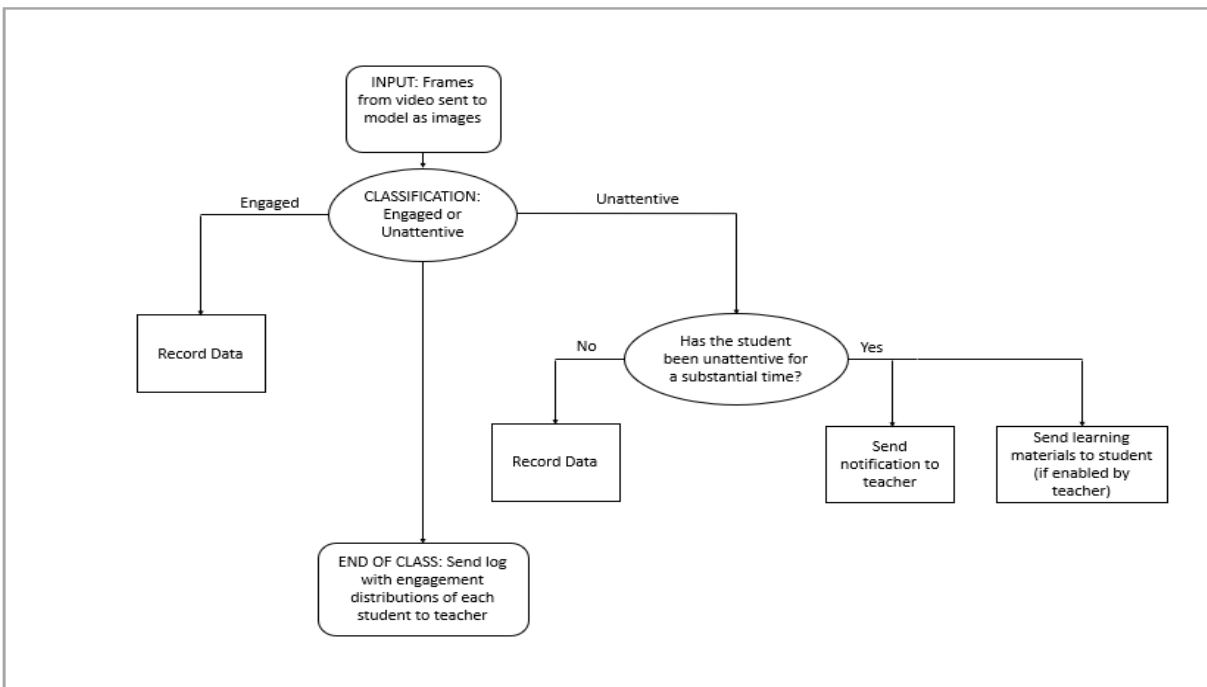 INPUT: Frames
from video sent to
model as images
CLASSIFICATION:
Engaged or
Unattentive
Engaged
Unattentive
Record Data
Has the student
been unattentive for
a substantial time?
No
Yes
Record Data
Send
notification to
teacher
Send learning
materials to student
(if enabled by
teacher)
END OF CLASS: Send log
with engagement
distributions of each
student to teacher